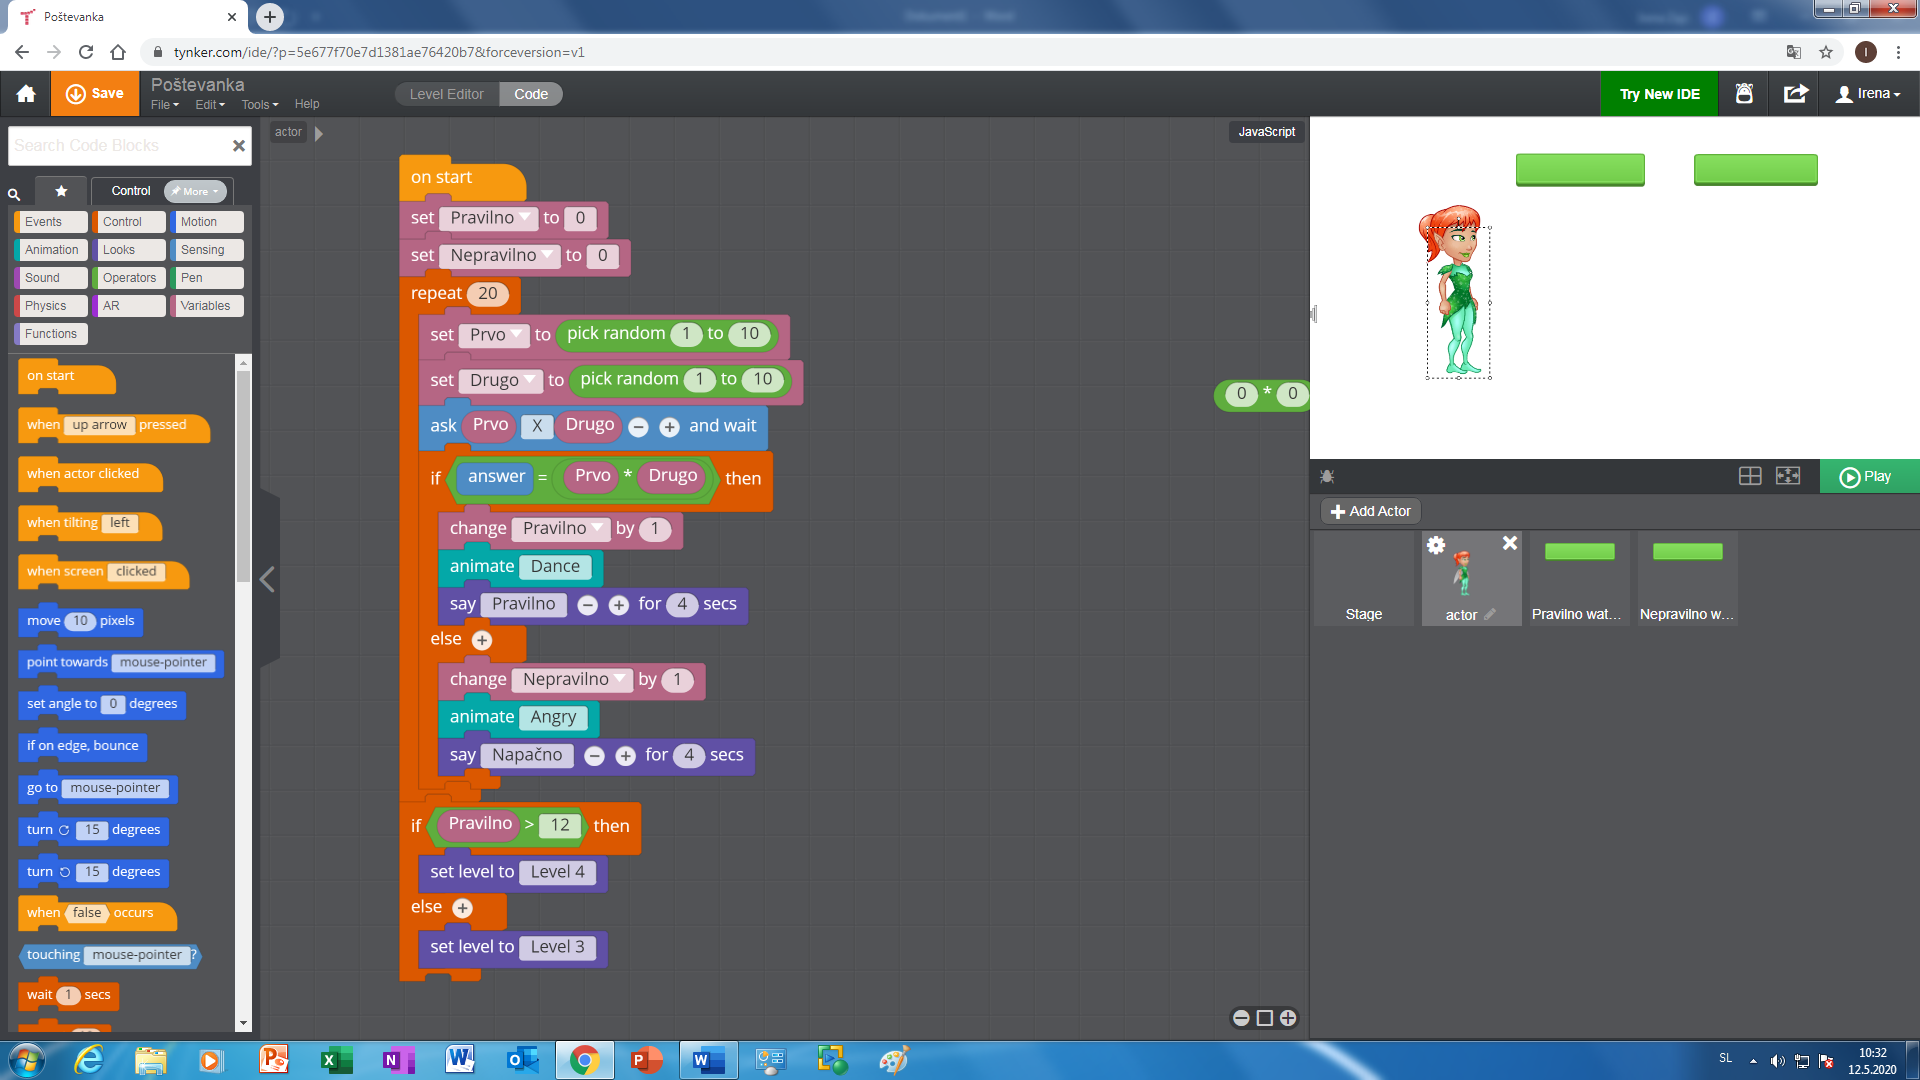 Poštevanka
tynker.com/ide/?p=5e677f70e7d1381ae76420b7&forceversion=v1
I
Save
Poštevanka
File Edit Tools Help
Level Editor Code
Try New IDE
Irena
Search Code Blocks
Control More
Events Control Motion
Animation Looks Sensing
Sound Operators Pen
Physics AR Variables
Functions
on start
when up arrow pressed
when actor clicked
when tilting left
when screen clicked
move 10 pixels
point towards mouse-pointer
set angle to 0 degrees
if on edge, bounce
go to mouse-pointer
turn 15 degrees
turn 15 degrees
when false occurs
touching mouse-pointer ?
wait 1 secs
actor
JavaScript
on start
set Pravilno to 0
set Nepravilno to 0
repeat 20
set Prvo to pick random 1 to 10
set Drugo to pick random 1 to 10
ask Prvo X Drugo - + and wait
if answer = Prvo * Drugo then
change Pravilno by 1
animate Dance
say Pravilno - + for 4 secs
else +
change Nepravilno by 1
animate Angry
say Napačno - + for 4 secs
if Pravilno > 12 then
set level to Level 4
else +
set level to Level 3
0 * 0
Play
+ Add Actor
Stage
actor
Pravilno wat...
Nepravilno w...
SL
10:32
12.5.2020